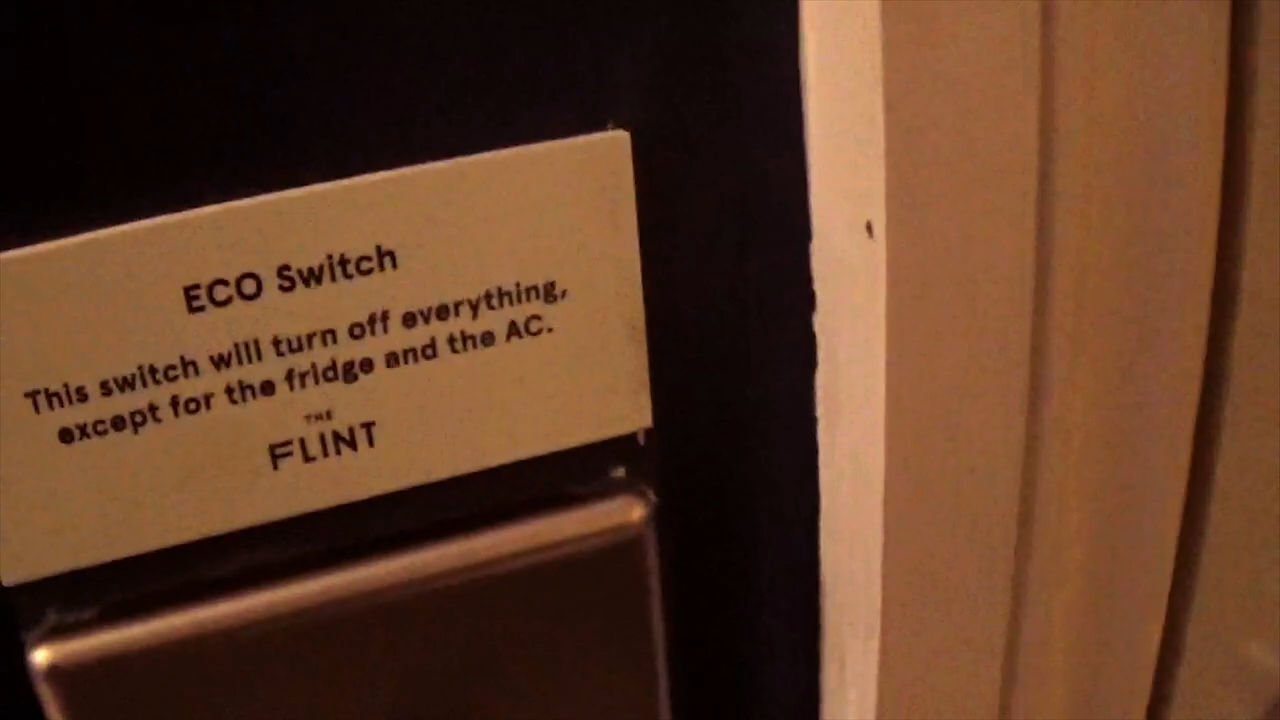 ECO Switch
This switch will turn off everything,
except for the fridge and the AC.
THE
FLINT